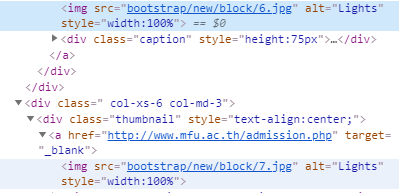 <img src="bootstrap/new/block/6.jpg" alt="Lights"
style="width:100%"> == $0
▶<div class="caption" style="height:75px">…</div>
</a>
</div>
</div>
▼<div class=" col-xs-6 col-md-3">
▼<div class="thumbnail" style="text-align:center;">
▼<a href="http://www.mfu.ac.th/admission.php" target=
"_blank">
<img src="bootstrap/new/block/7.jpg" alt="Lights"
style="width:100%">